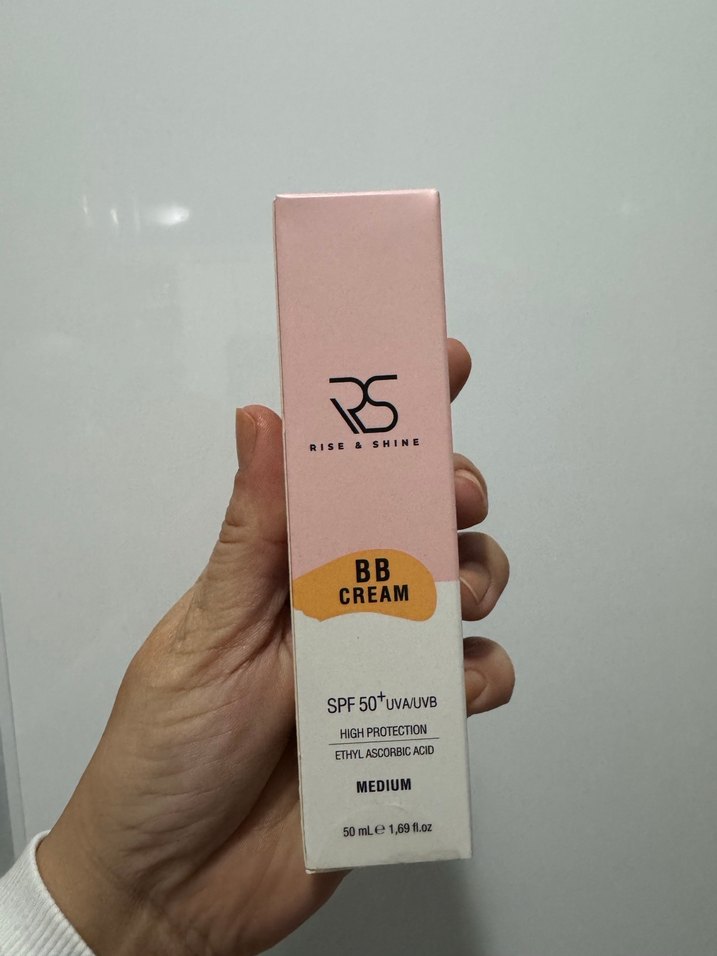 RS
RISE & SHINE
BB
CREAM
SPF 50+ UVA/UVB
HIGH PROTECTION
ETHYL ASCORBIC ACID
MEDIUM
50 mL ℮ 1,69 fl.oz